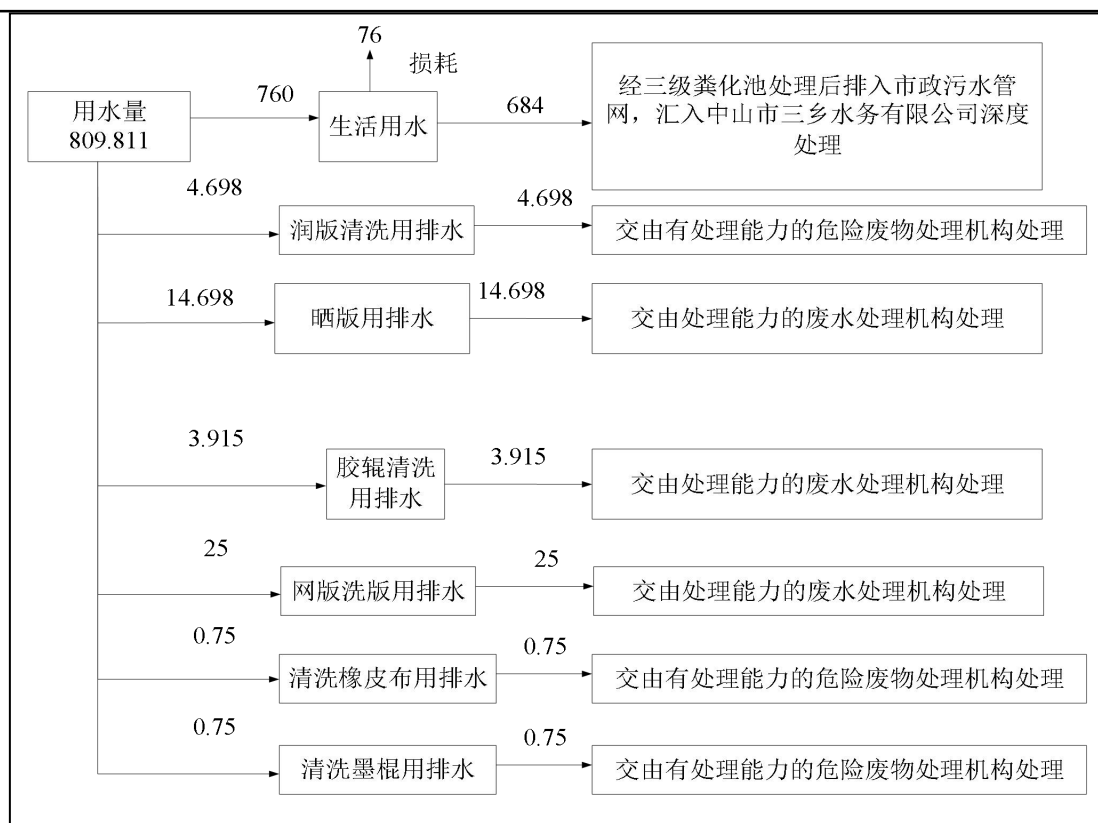 76
损耗
用水量
809.811
760
生活用水
684
经三级粪化池处理后排入市政污水管
网，汇入中山市三乡水务有限公司深度
处理
4.698
润版清洗用排水
4.698
交由有处理能力的危险废物处理机构处理
14.698
晒版用排水
14.698
交由处理能力的废水处理机构处理
3.915
胶辊清洗
用排水
3.915
交由处理能力的废水处理机构处理
25
网版洗版用排水
25
交由处理能力的废水处理机构处理
0.75
清洗橡皮布用排水
0.75
交由有处理能力的危险废物处理机构处理
0.75
清洗墨棍用排水
0.75
交由有处理能力的危险废物处理机构处理